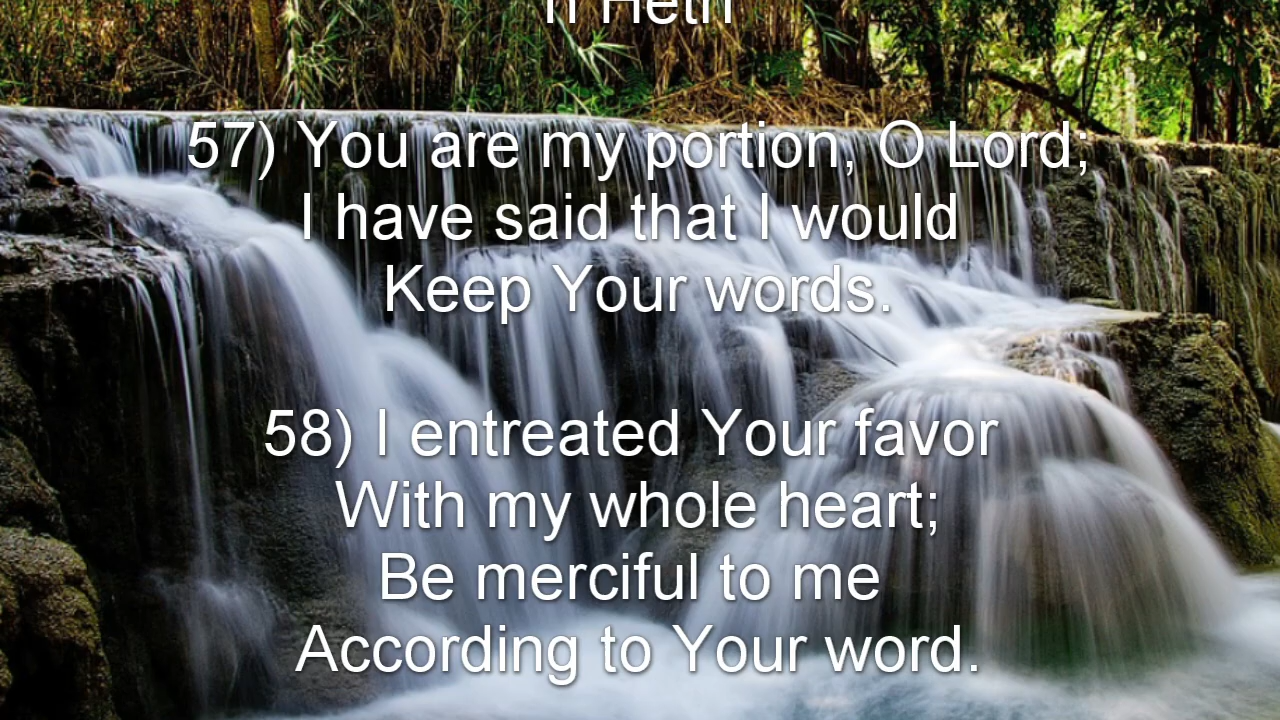 ח Heth
57) You are my portion, O Lord;
I have said that I would
Keep Your words.
58) I entreated Your favor
With my whole heart;
Be merciful to me
According to Your word.